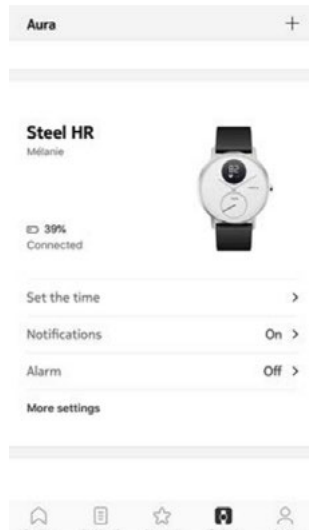 Aura +
Steel HR
Mélanie
39%
Connected
Set the time >
Notifications On >
Alarm Off >
More settings